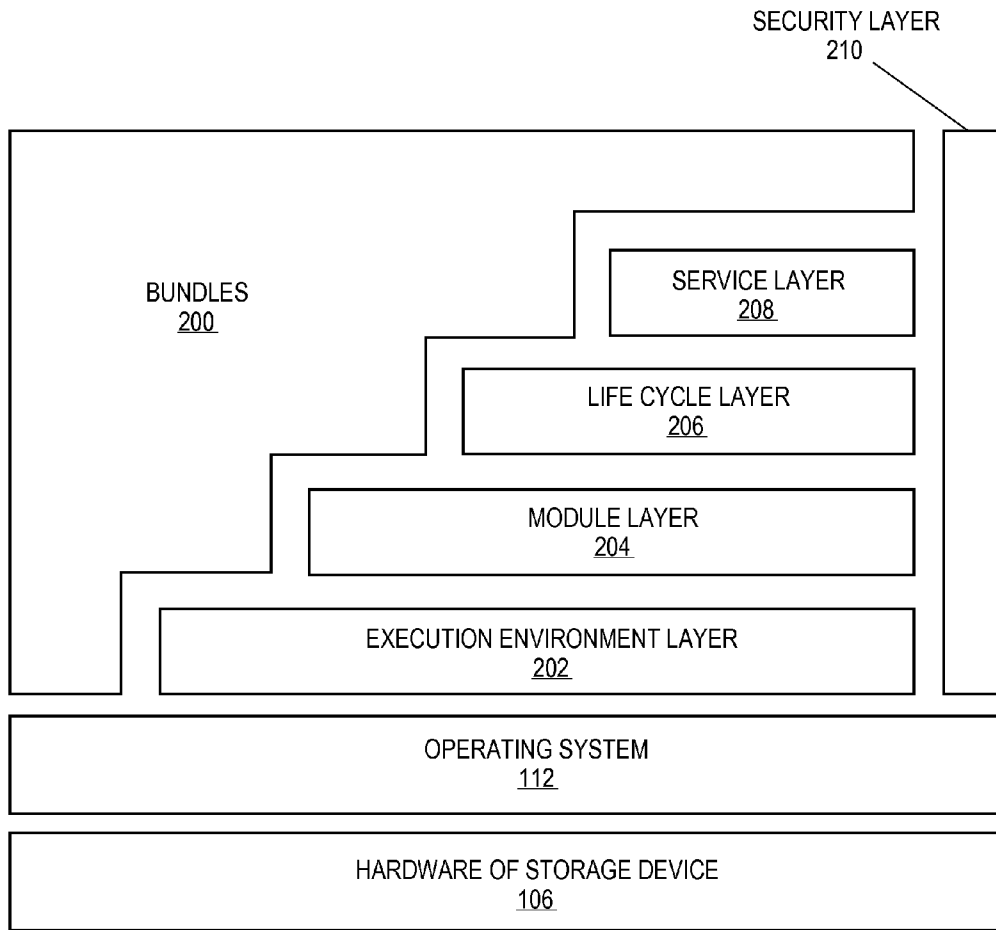 SECURITY LAYER
210
BUNDLES
200
SERVICE LAYER
208
LIFE CYCLE LAYER
206
MODULE LAYER
204
EXECUTION ENVIRONMENT LAYER
202
OPERATING SYSTEM
112
HARDWARE OF STORAGE DEVICE
106